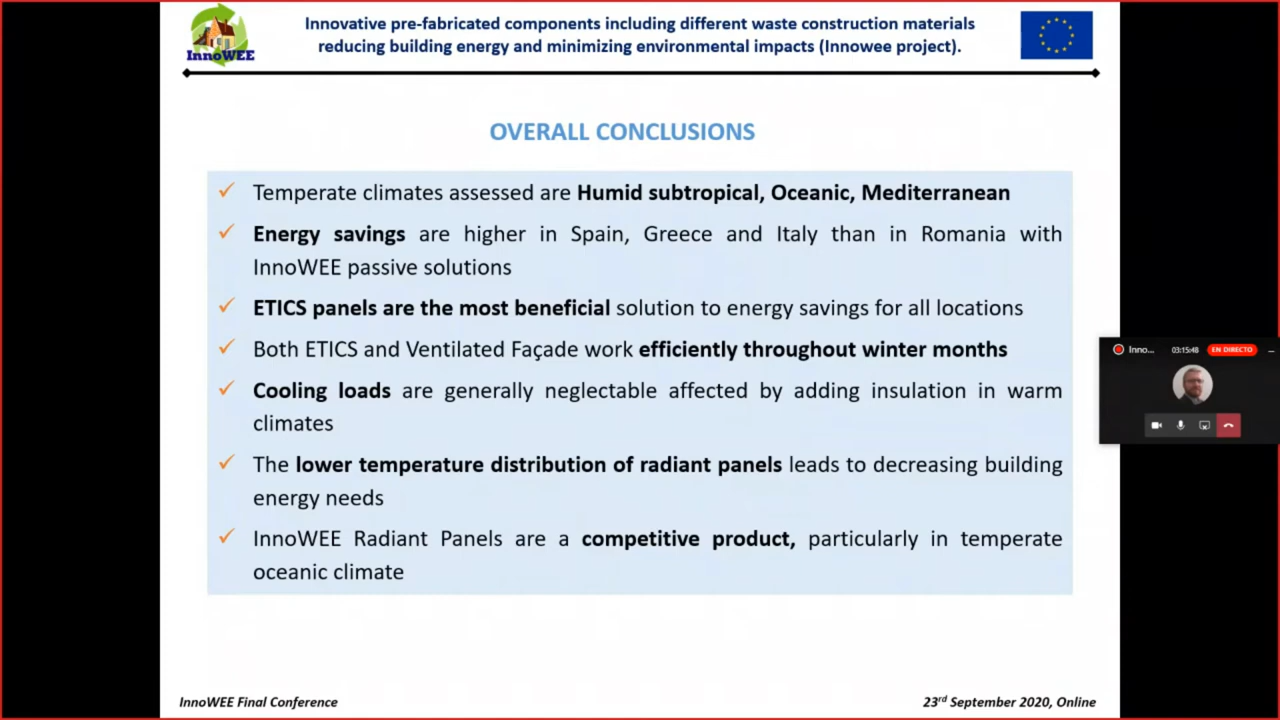 InnoWEE
Innovative pre-fabricated components including different waste construction materials
reducing building energy and minimizing environmental impacts (Innowee project).
OVERALL CONCLUSIONS
✓ Temperate climates assessed are Humid subtropical, Oceanic, Mediterranean
✓ Energy savings are higher in Spain, Greece and Italy than in Romania with
InnoWEE passive solutions
✓ ETICS panels are the most beneficial solution to energy savings for all locations
✓ Both ETICS and Ventilated Façade work efficiently throughout winter months
✓ Cooling loads are generally neglectable affected by adding insulation in warm
climates
✓ The lower temperature distribution of radiant panels leads to decreasing building
energy needs
✓ InnoWEE Radiant Panels are a competitive product, particularly in temperate
oceanic climate
Inno... 03:15:48 EN DIRECTO
InnoWEE Final Conference
23rd September 2020, Online